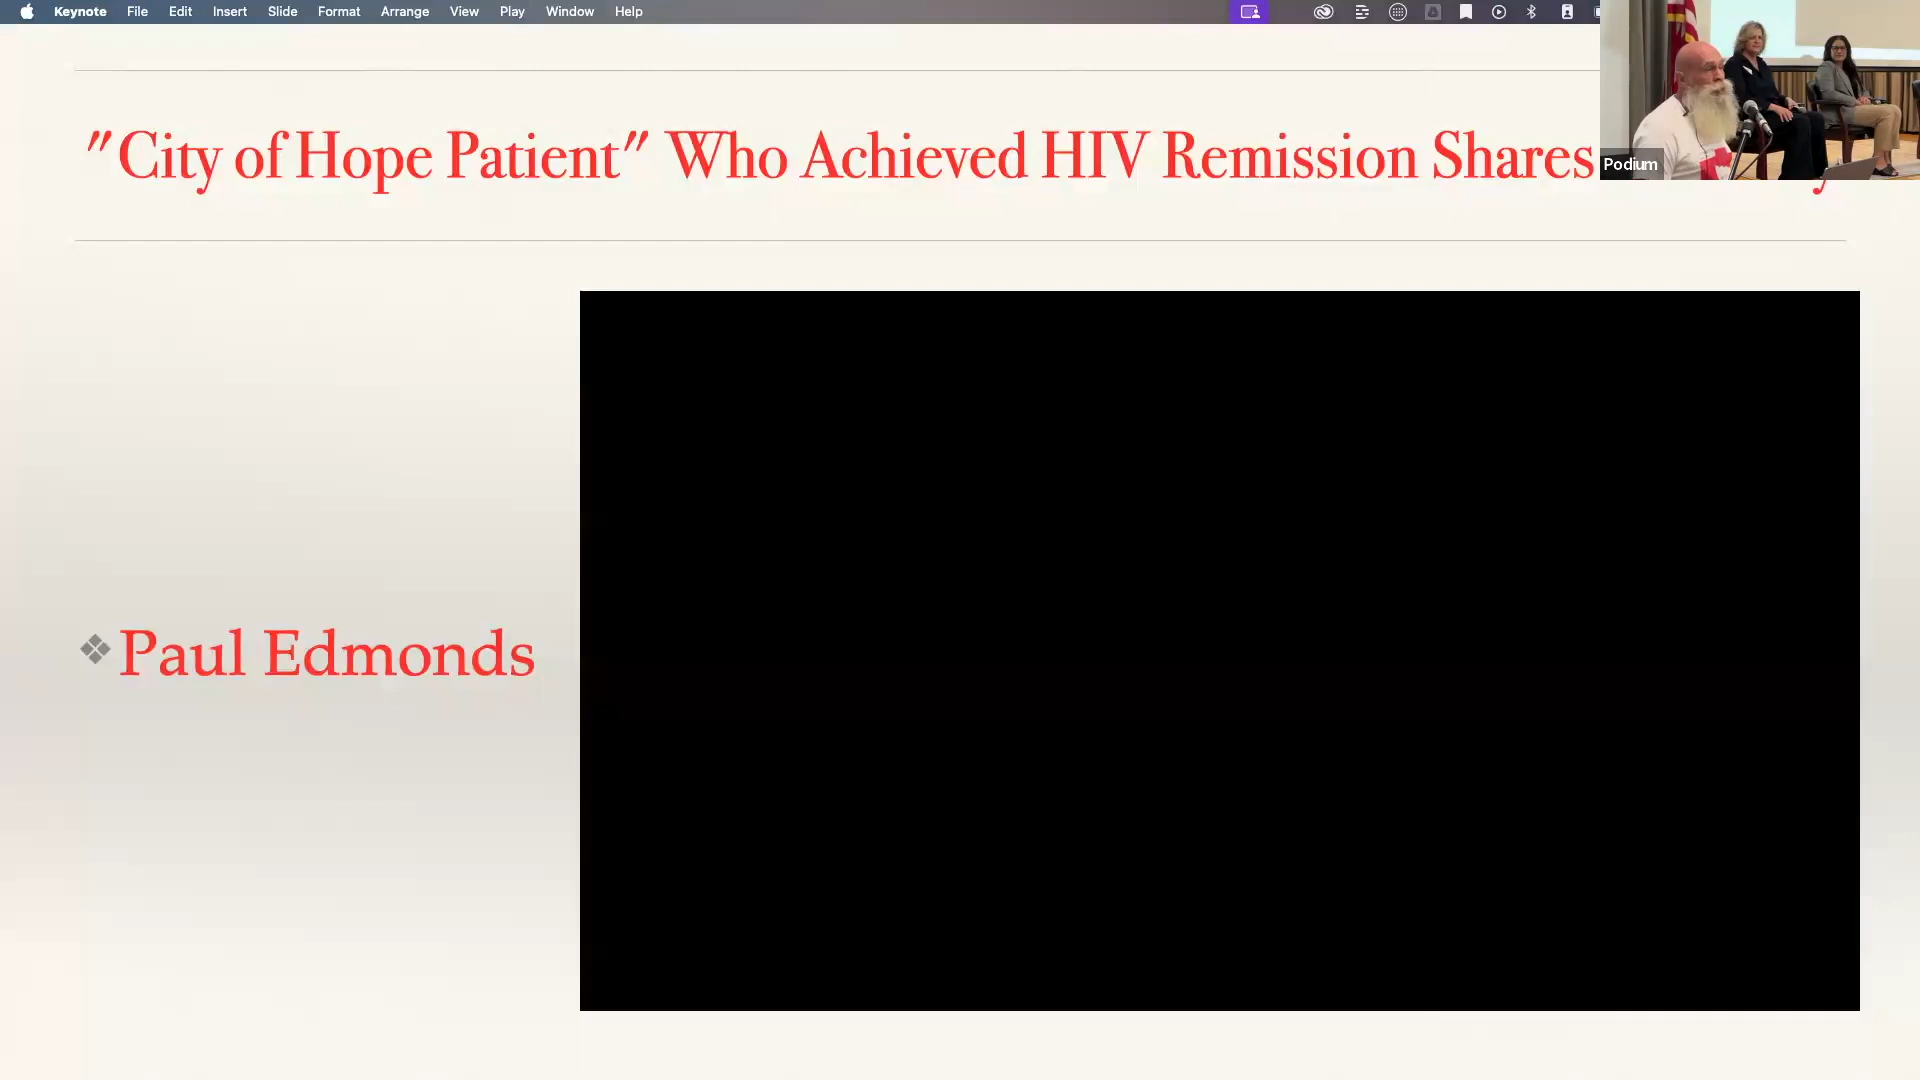 Keynote File Edit Insert Slide Format Arrange View Play Window Help
"City of Hope Patient" Who Achieved HIV Remission Shares
Podium
❖ Paul Edmonds